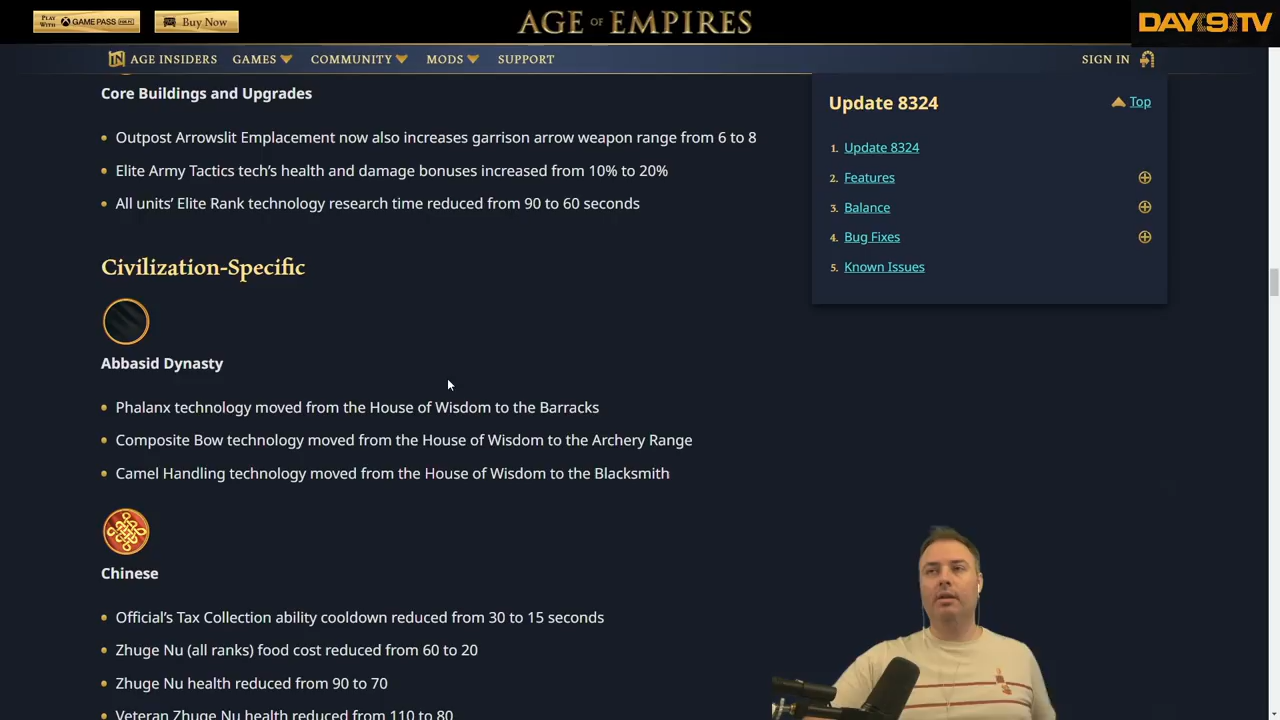 PLAY WITH GAME PASS FOR PC
Buy Now
AGE OF EMPIRES
DAY9TV
AGE INSIDERS GAMES COMMUNITY MODS SUPPORT SIGN IN
Core Buildings and Upgrades
Outpost Arrowslit Emplacement now also increases garrison arrow weapon range from 6 to 8
Elite Army Tactics tech's health and damage bonuses increased from 10% to 20%
All units' Elite Rank technology research time reduced from 90 to 60 seconds
Civilization-Specific
Abbasid Dynasty
Phalanx technology moved from the House of Wisdom to the Barracks
Composite Bow technology moved from the House of Wisdom to the Archery Range
Camel Handling technology moved from the House of Wisdom to the Blacksmith
Chinese
Official's Tax Collection ability cooldown reduced from 30 to 15 seconds
Zhuge Nu (all ranks) food cost reduced from 60 to 20
Zhuge Nu health reduced from 90 to 70
Veteran Zhuge Nu health reduced from 110 to 80
Update 8324
Top
1. Update 8324
2. Features
3. Balance
4. Bug Fixes
5. Known Issues